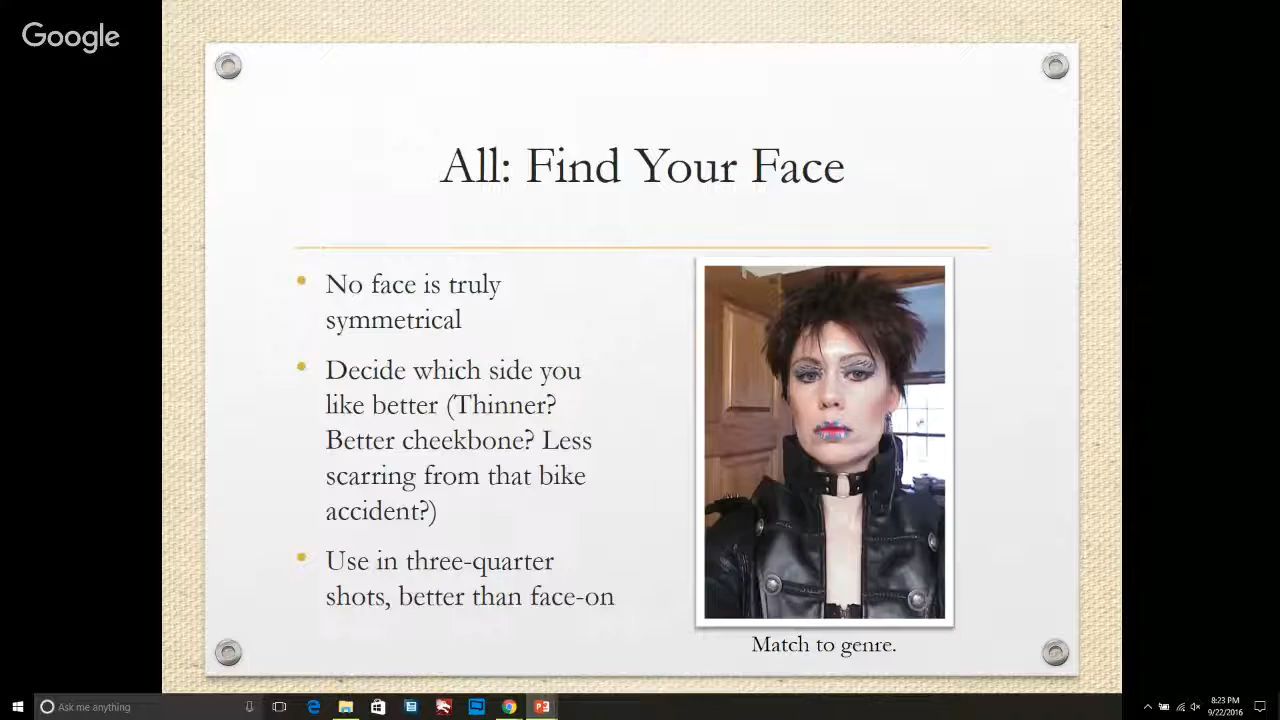 Google
All: Find Your Face
No face is truly
symmetrical
Decide which side you
like better (Thinner?
Better cheekbone? Less
scarring from that bike
accident?)
Use in three-quarter
shots, better than face-on
Match to genre.
Ask me anything
8:23 PM
9/22/2016